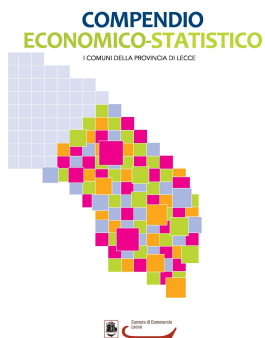 COMPENDIO
ECONOMICO-STATISTICO
I COMUNI DELLA PROVINCIA DI LECCE
Camera di Commercio
Lecce